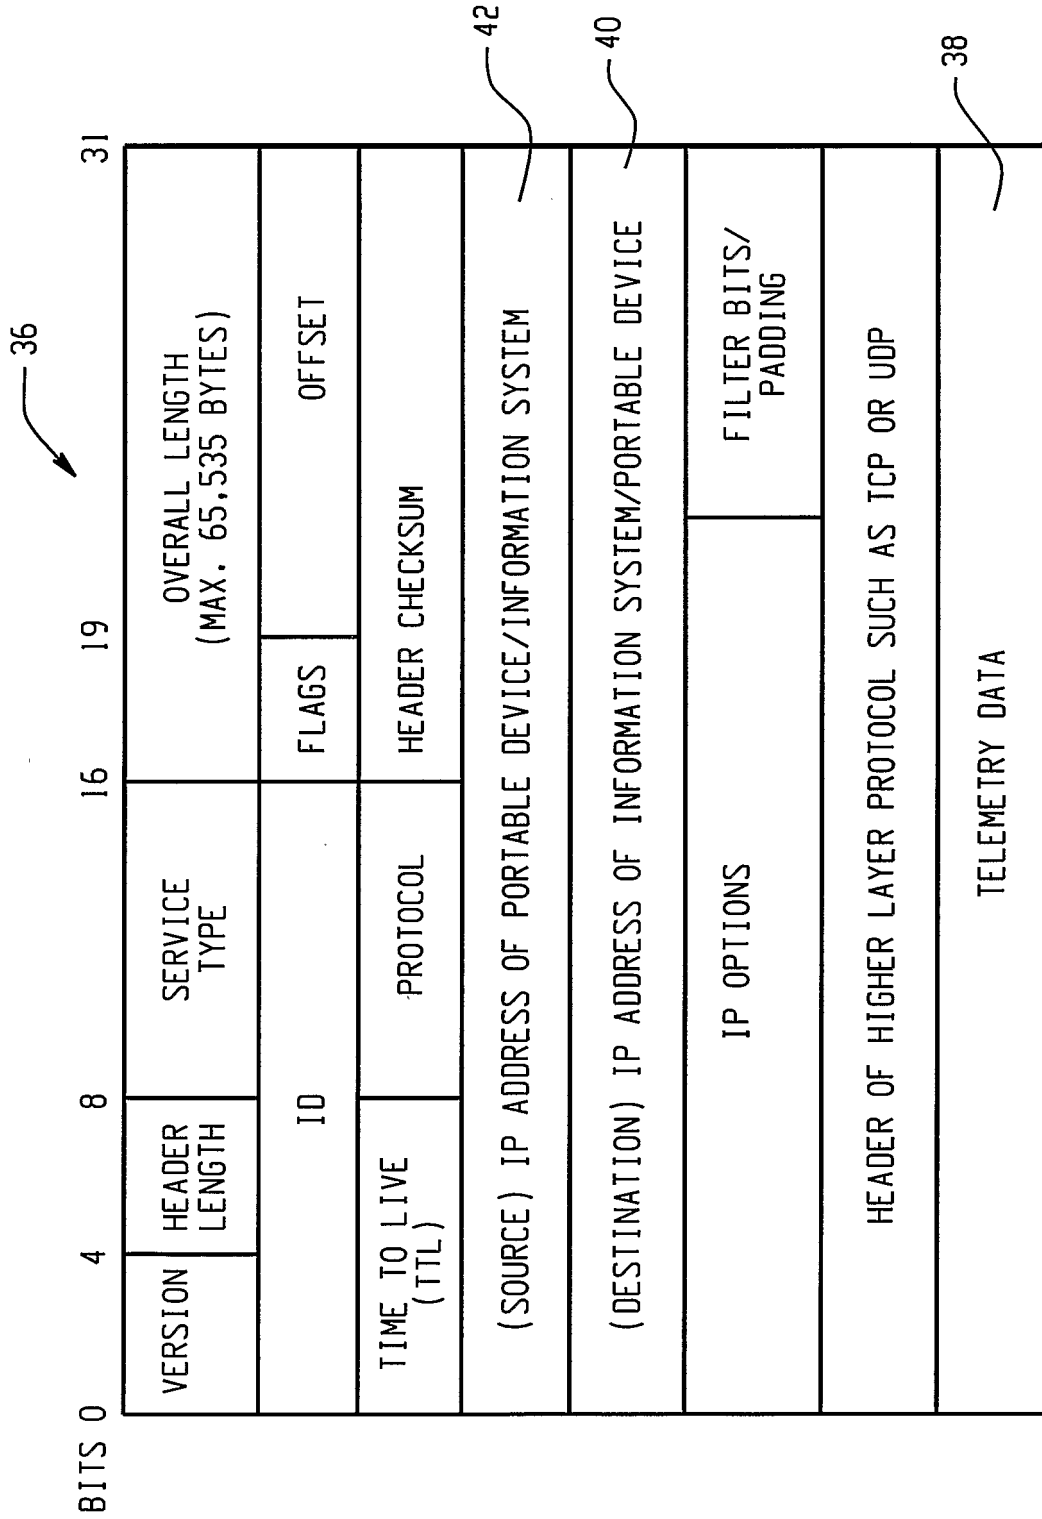 36
BITS 0 4 8 16 19 31
VERSION
HEADER
LENGTH
SERVICE
TYPE
OVERALL LENGTH
(MAX. 65,535 BYTES)
ID
FLAGS
OFFSET
TIME TO LIVE
(TTL)
PROTOCOL
HEADER CHECKSUM
(SOURCE) IP ADDRESS OF PORTABLE DEVICE/INFORMATION SYSTEM
42
(DESTINATION) IP ADDRESS OF INFORMATION SYSTEM/PORTABLE DEVICE
40
IP OPTIONS
FILTER BITS/
PADDING
HEADER OF HIGHER LAYER PROTOCOL SUCH AS TCP OR UDP
TELEMETRY DATA
38